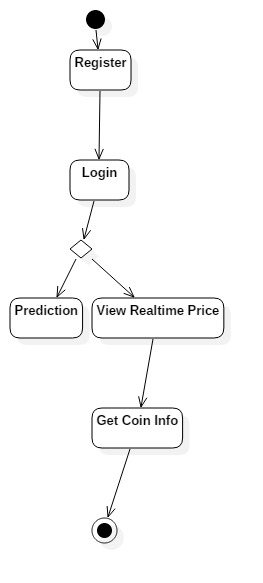 Register
Login
Prediction
View Realtime Price
Get Coin Info